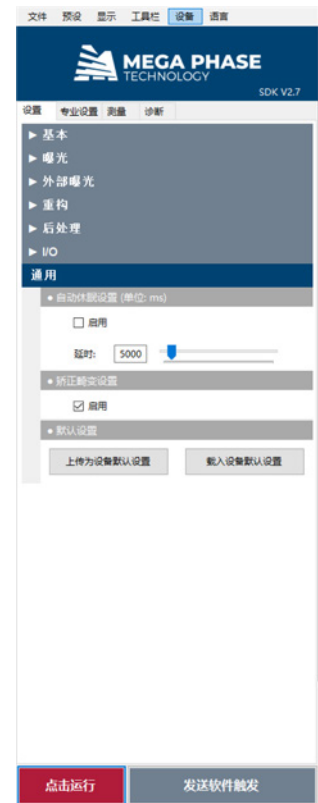 文件 预设 显示 工具栏 设备 语言
MEGA PHASE
TECHNOLOGY
SDK V2.7
设置 专业设置 测量 诊断
▶ 基本
▶ 曝光
▶ 外部曝光
▶ 重构
▶ 后处理
▶ I/O
通用
● 自动休眠设置 (单位: ms)
启用
延时: 5000
● 矫正畸变设置
启用
● 默认设置
上传为设备默认设置 载入设备默认设置
点击运行 发送软件触发